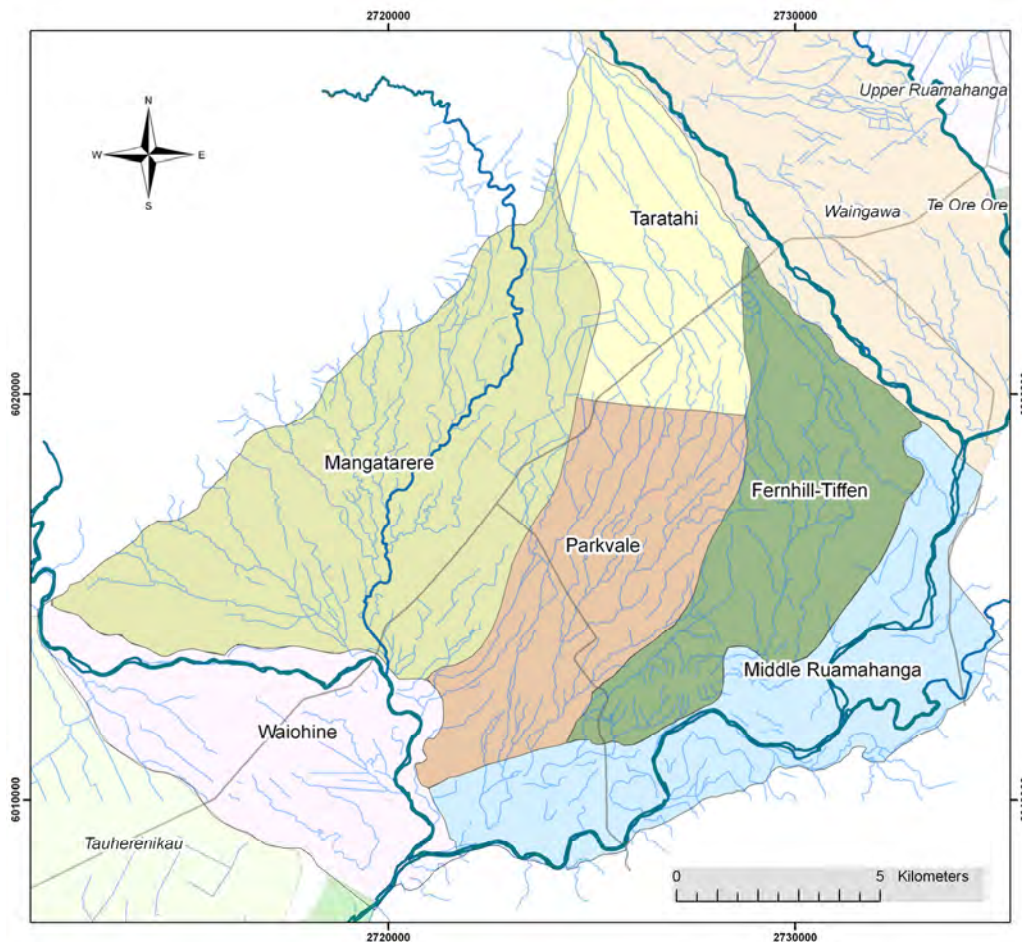 2720000
2730000
Upper Ruamahanga
N
W
E
S
Taratahi
Waingawa
Te Ore Ore
6020000
Mangatarere
Fernhill-Tiffen
Parkvale
Middle Ruamahanga
Waiohine
6010000
Tauherenikau
0
5
Kilometers
2720000
2730000